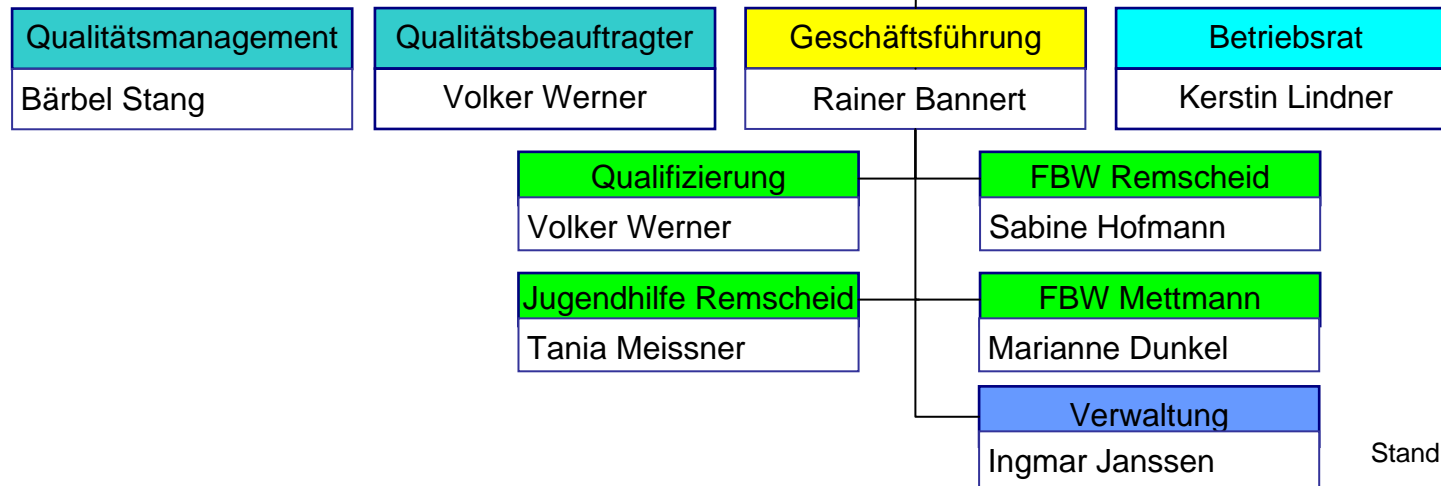 Qualitätsmanagement
Bärbel Stang
Qualitätsbeauftragter
Volker Werner
Geschäftsführung
Rainer Bannert
Betriebsrat
Kerstin Lindner
Qualifizierung
Volker Werner
FBW Remscheid
Sabine Hofmann
Jugendhilfe Remscheid
Tania Meissner
FBW Mettmann
Marianne Dunkel
Verwaltung
Ingmar Janssen
Stand